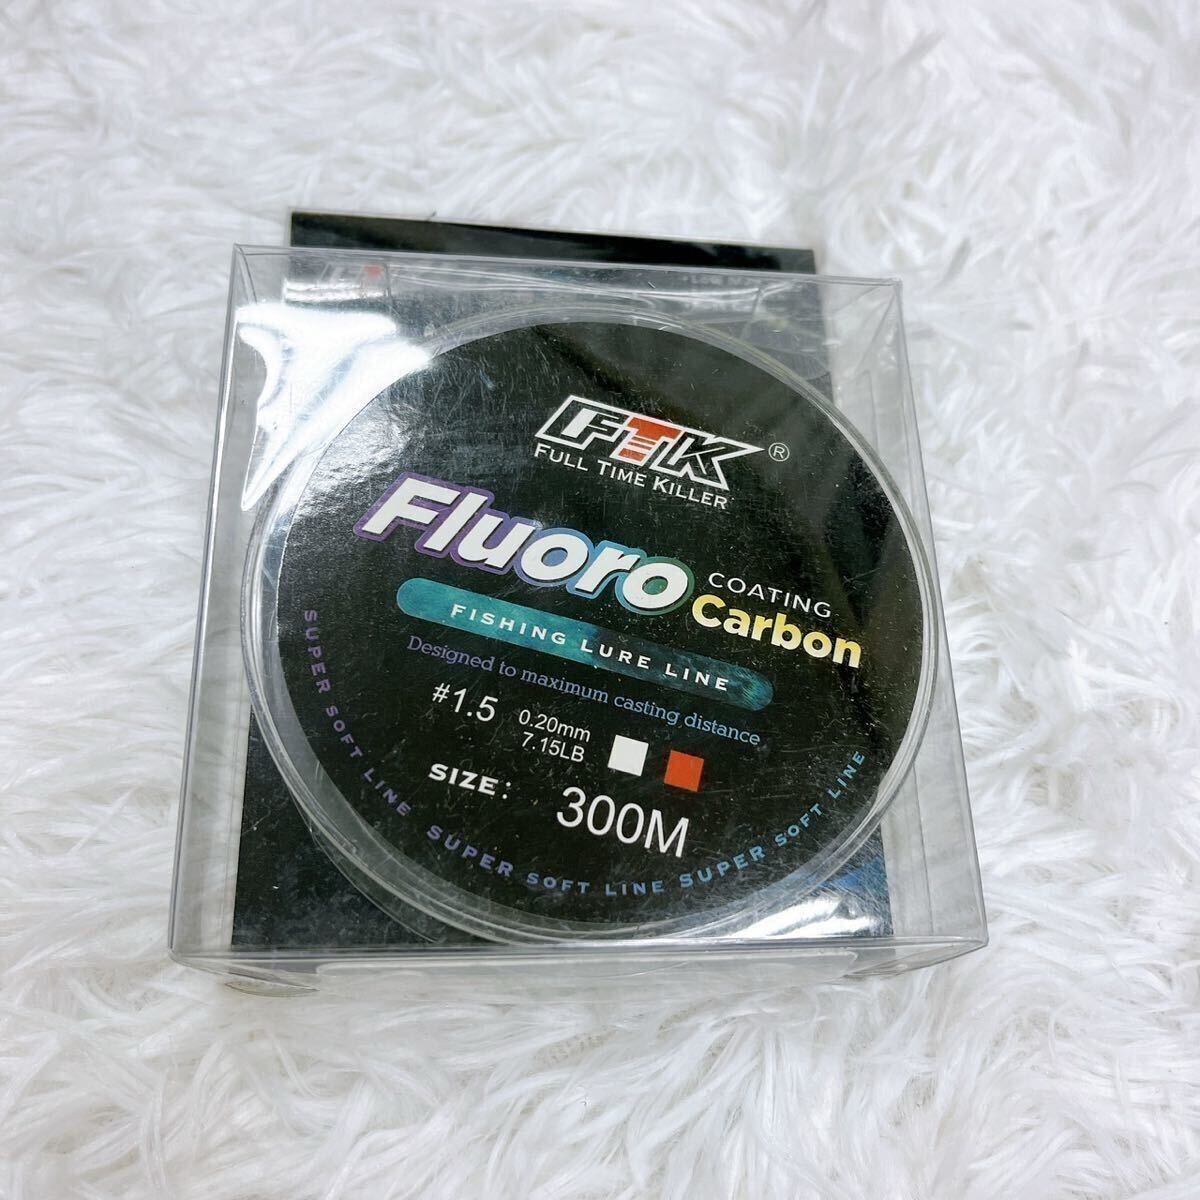 FTK ®
FULL TIME KILLER
Fluoro
COATING
Carbon
FISHING LURE LINE
Designed to maximum casting distance
#1.5
0.20mm
7.15LB
SIZE:
300M
SUPER SOFT LINE SUPER SOFT LINE SUPER SOFT LINE